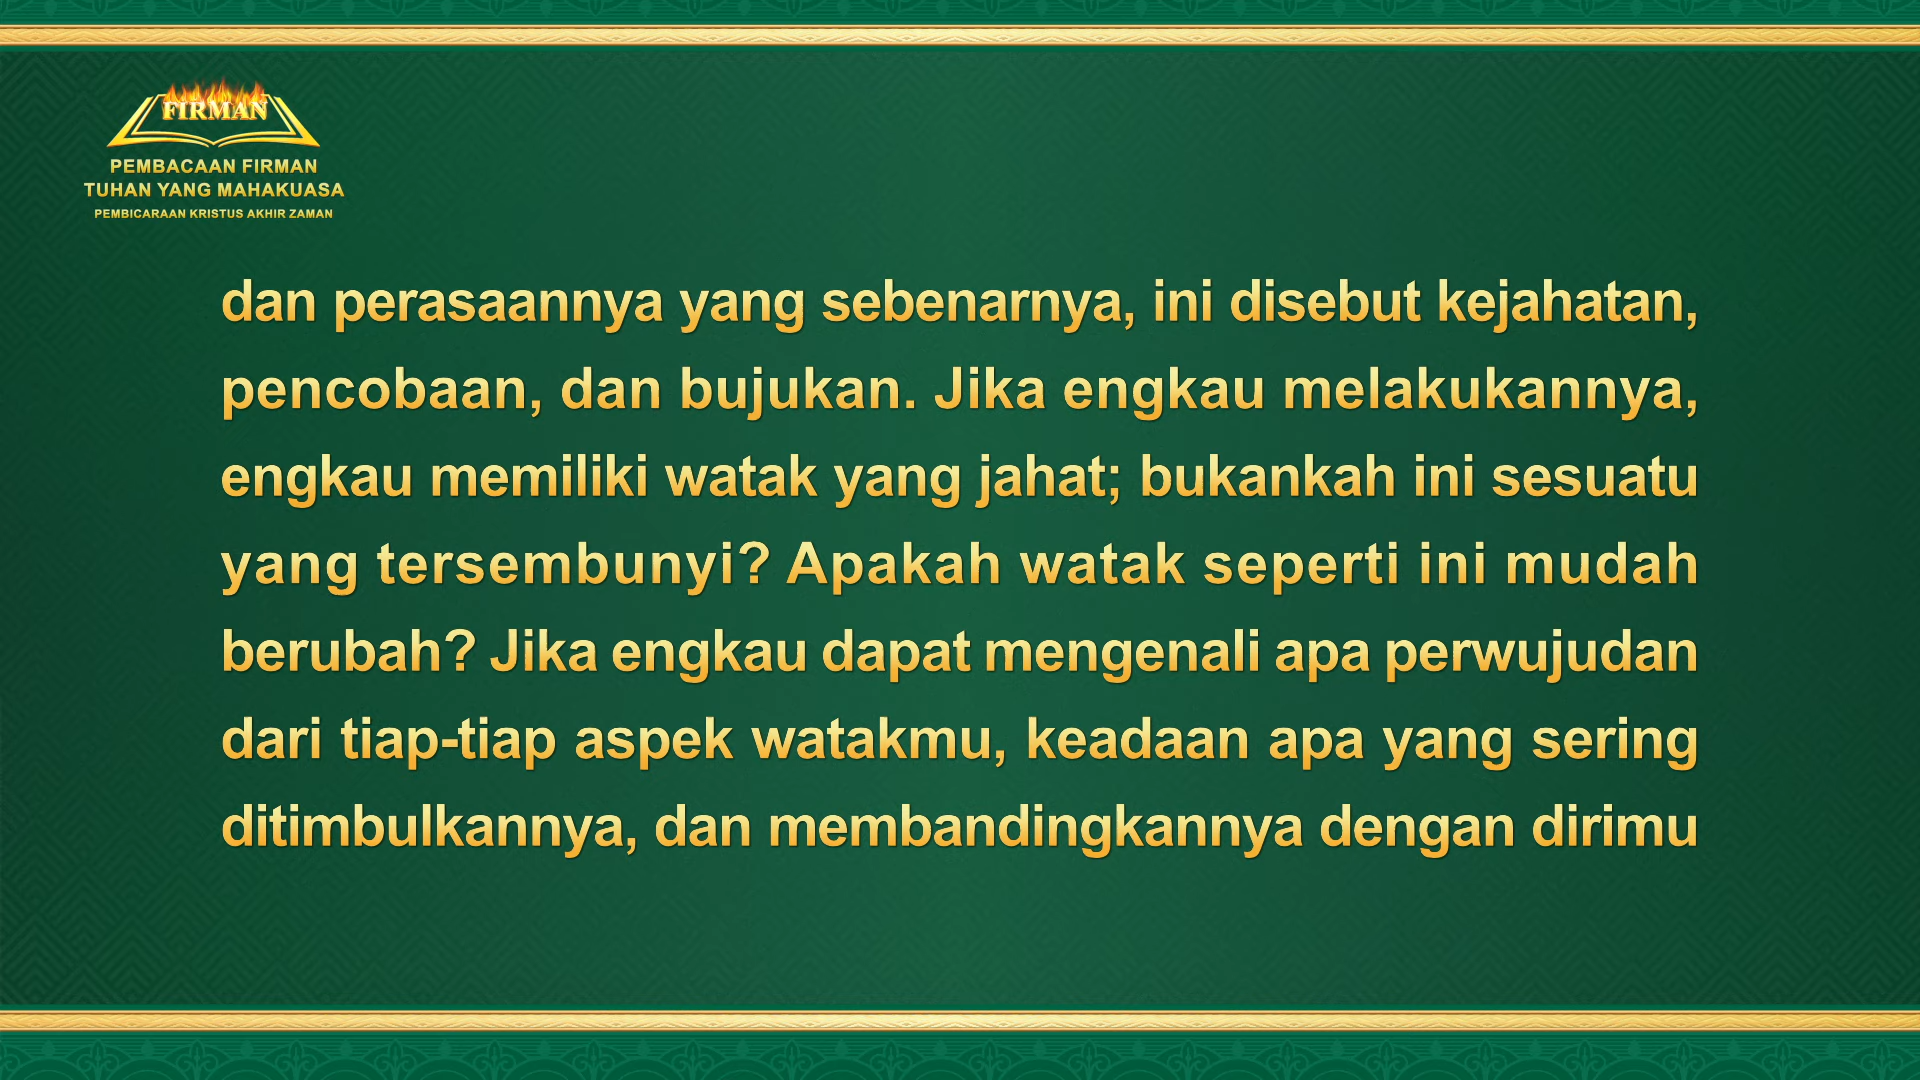 FIRMAN
PEMBACAAN FIRMAN
TUHAN YANG MAHAKUASA
PEMBICARAAN KRISTUS AKHIR ZAMAN
dan perasaannya yang sebenarnya, ini disebut kejahatan,
pencobaan, dan bujukan. Jika engkau melakukannya,
engkau memiliki watak yang jahat; bukankah ini sesuatu
yang tersembunyi? Apakah watak seperti ini mudah
berubah? Jika engkau dapat mengenali apa perwujudan
dari tiap-tiap aspek watakmu, keadaan apa yang sering
ditimbulkannya, dan membandingkannya dengan dirimu